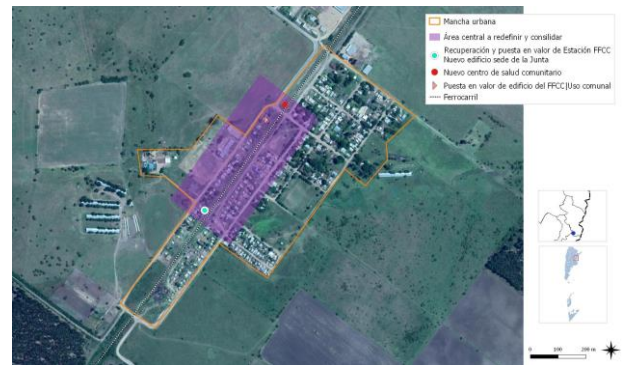 Mancha urbana
Área central a redefinir y consilidar
Recuperación y puesta en valor de Estación FFCC
Nuevo edificio sede de la Junta
Nuevo centro de salud comunitario
Puesta en valor de edificio del FFCC|Uso comunal
Ferrocarril
0 100 200 m